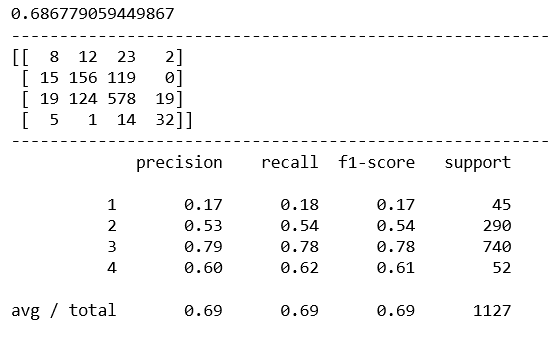 0.686779059449867
------------------------------------------------------
[[  8  12  23   2]
 [ 15 156 119   0]
 [ 19 124 578  19]
 [  5   1  14  32]]
------------------------------------------------------
             precision    recall  f1-score   support

          1       0.17      0.18      0.17        45
          2       0.53      0.54      0.54       290
          3       0.79      0.78      0.78       740
          4       0.60      0.62      0.61        52

avg / total       0.69      0.69      0.69      1127